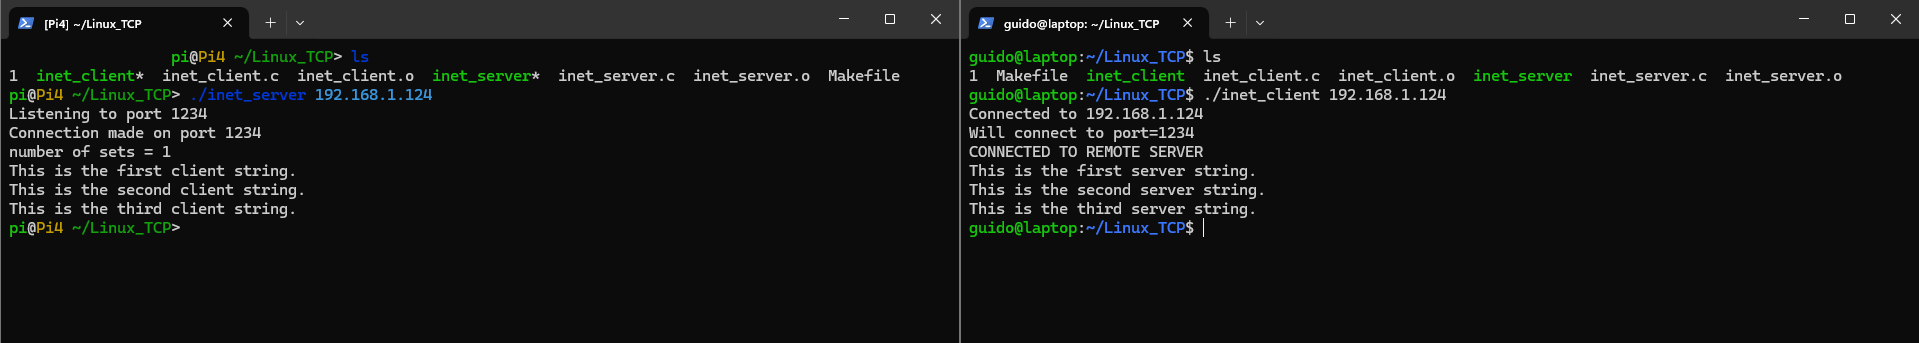 [Pi4] ~/Linux_TCP
pi@Pi4 ~/Linux_TCP> ls
1  inet_client*  inet_client.c  inet_client.o  inet_server*  inet_server.c  inet_server.o  Makefile
pi@Pi4 ~/Linux_TCP> ./inet_server 192.168.1.124
Listening to port 1234
Connection made on port 1234
number of sets = 1
This is the first client string.
This is the second client string.
This is the third client string.
pi@Pi4 ~/Linux_TCP>
guido@laptop: ~/Linux_TCP
guido@laptop:~/Linux_TCP$ ls
1  Makefile  inet_client  inet_client.c  inet_client.o  inet_server  inet_server.c  inet_server.o
guido@laptop:~/Linux_TCP$ ./inet_client 192.168.1.124
Connected to 192.168.1.124
Will connect to port=1234
CONNECTED TO REMOTE SERVER
This is the first server string.
This is the second server string.
This is the third server string.
guido@laptop:~/Linux_TCP$